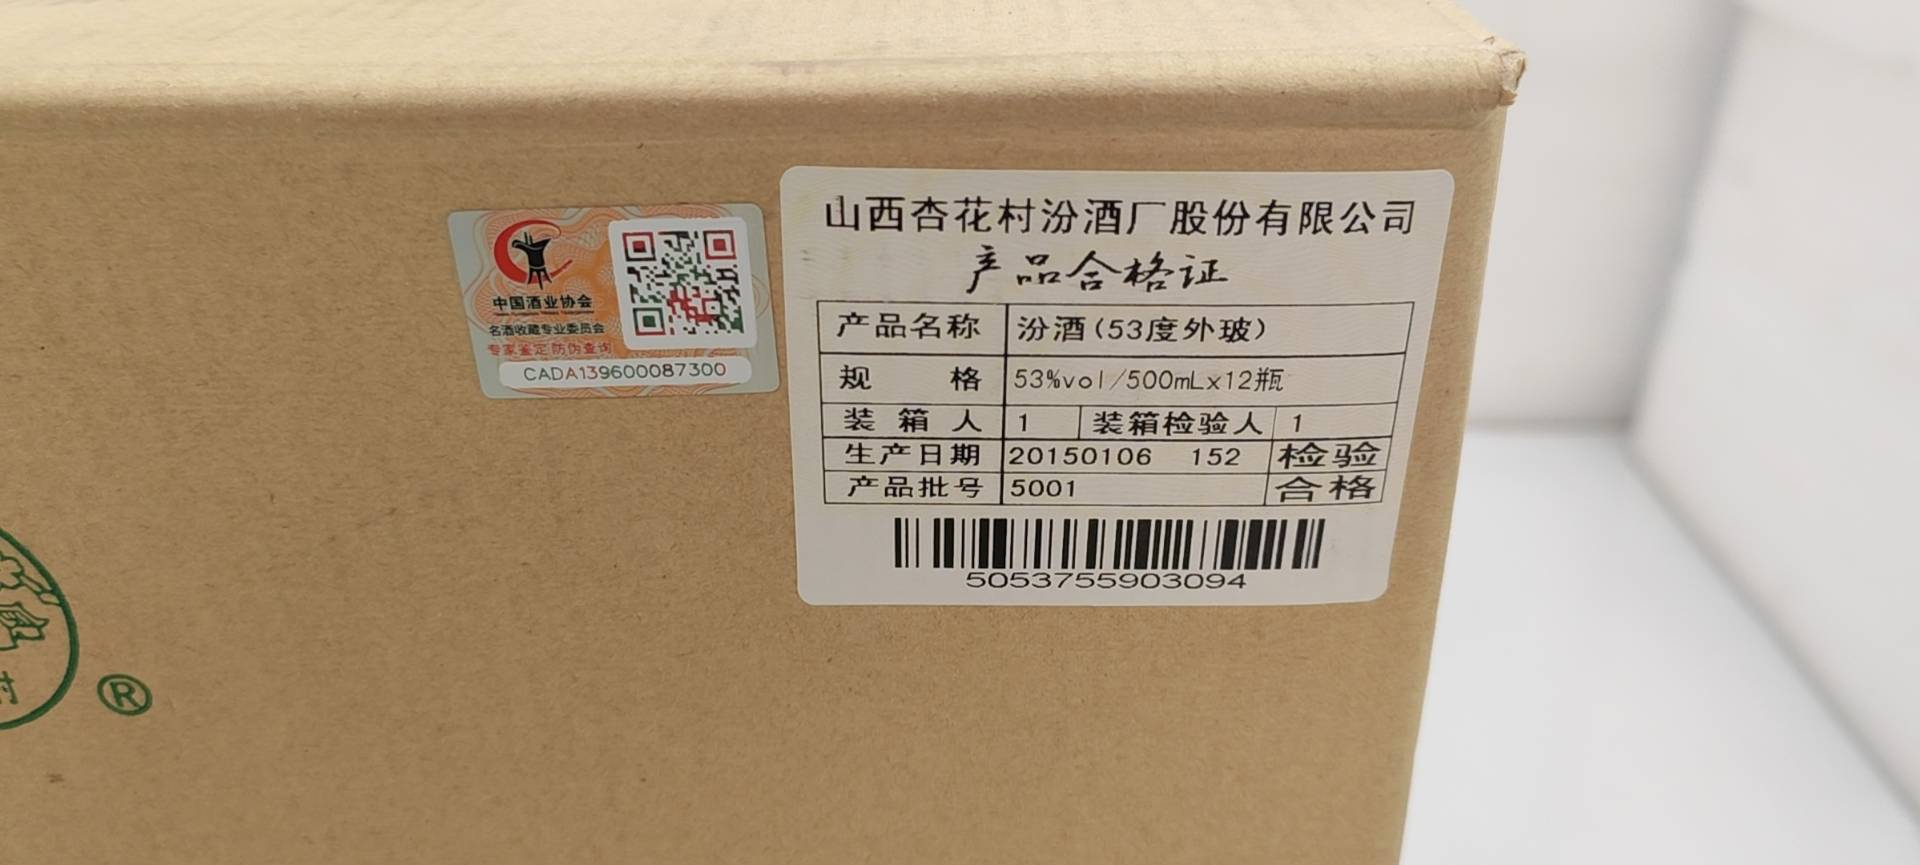 中国酒业协会
名酒收藏专业委员会
专家鉴定防伪查询
CADA139600087300
山西杏花村汾酒厂股份有限公司
产品合格证
产品名称 汾酒(53度外玻)
规 格 53%vol/500mLx12瓶
装箱人 1 装箱检验人 1
生产日期 20150106 152 检验
产品批号 5001 合格
5053755903094
村
®